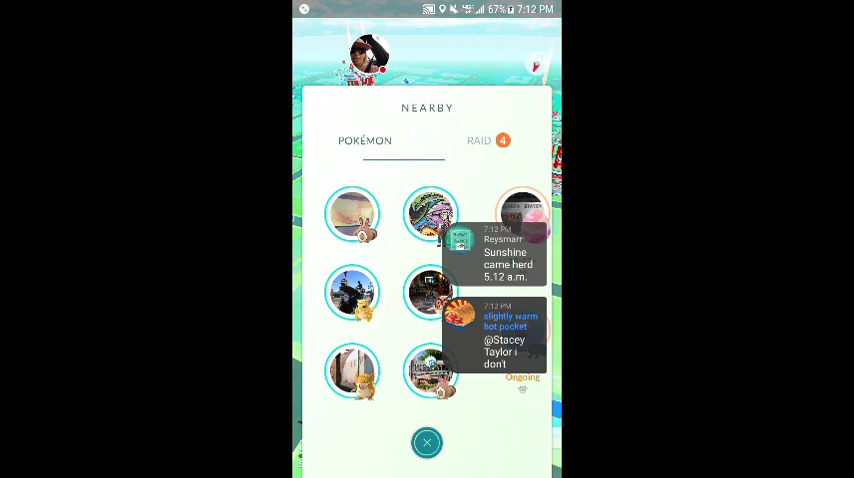 67% 7:12 PM
NEARBY
POKÉMON
RAID 4
7:12 PM
Reysmarr
Sunshine
came herd
5.12 a.m.
7:12 PM
slightly warm
hot pocket
@Stacey
Taylor i
don't
Ongoing